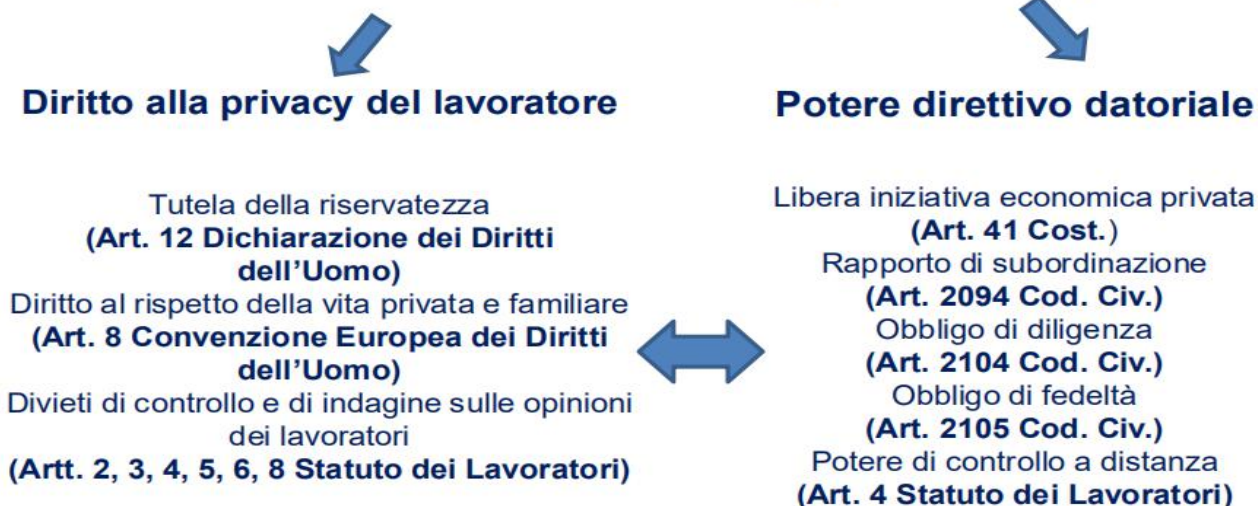 Diritto alla privacy del lavoratore
Tutela della riservatezza
(Art. 12 Dichiarazione dei Diritti
dell'Uomo)
Diritto al rispetto della vita privata e familiare
(Art. 8 Convenzione Europea dei Diritti
dell'Uomo)
Divieti di controllo e di indagine sulle opinioni
dei lavoratori
(Artt. 2, 3, 4, 5, 6, 8 Statuto dei Lavoratori)
Potere direttivo datoriale
Libera iniziativa economica privata
(Art. 41 Cost.)
Rapporto di subordinazione
(Art. 2094 Cod. Civ.)
Obbligo di diligenza
(Art. 2104 Cod. Civ.)
Obbligo di fedeltà
(Art. 2105 Cod. Civ.)
Potere di controllo a distanza
(Art. 4 Statuto dei Lavoratori)